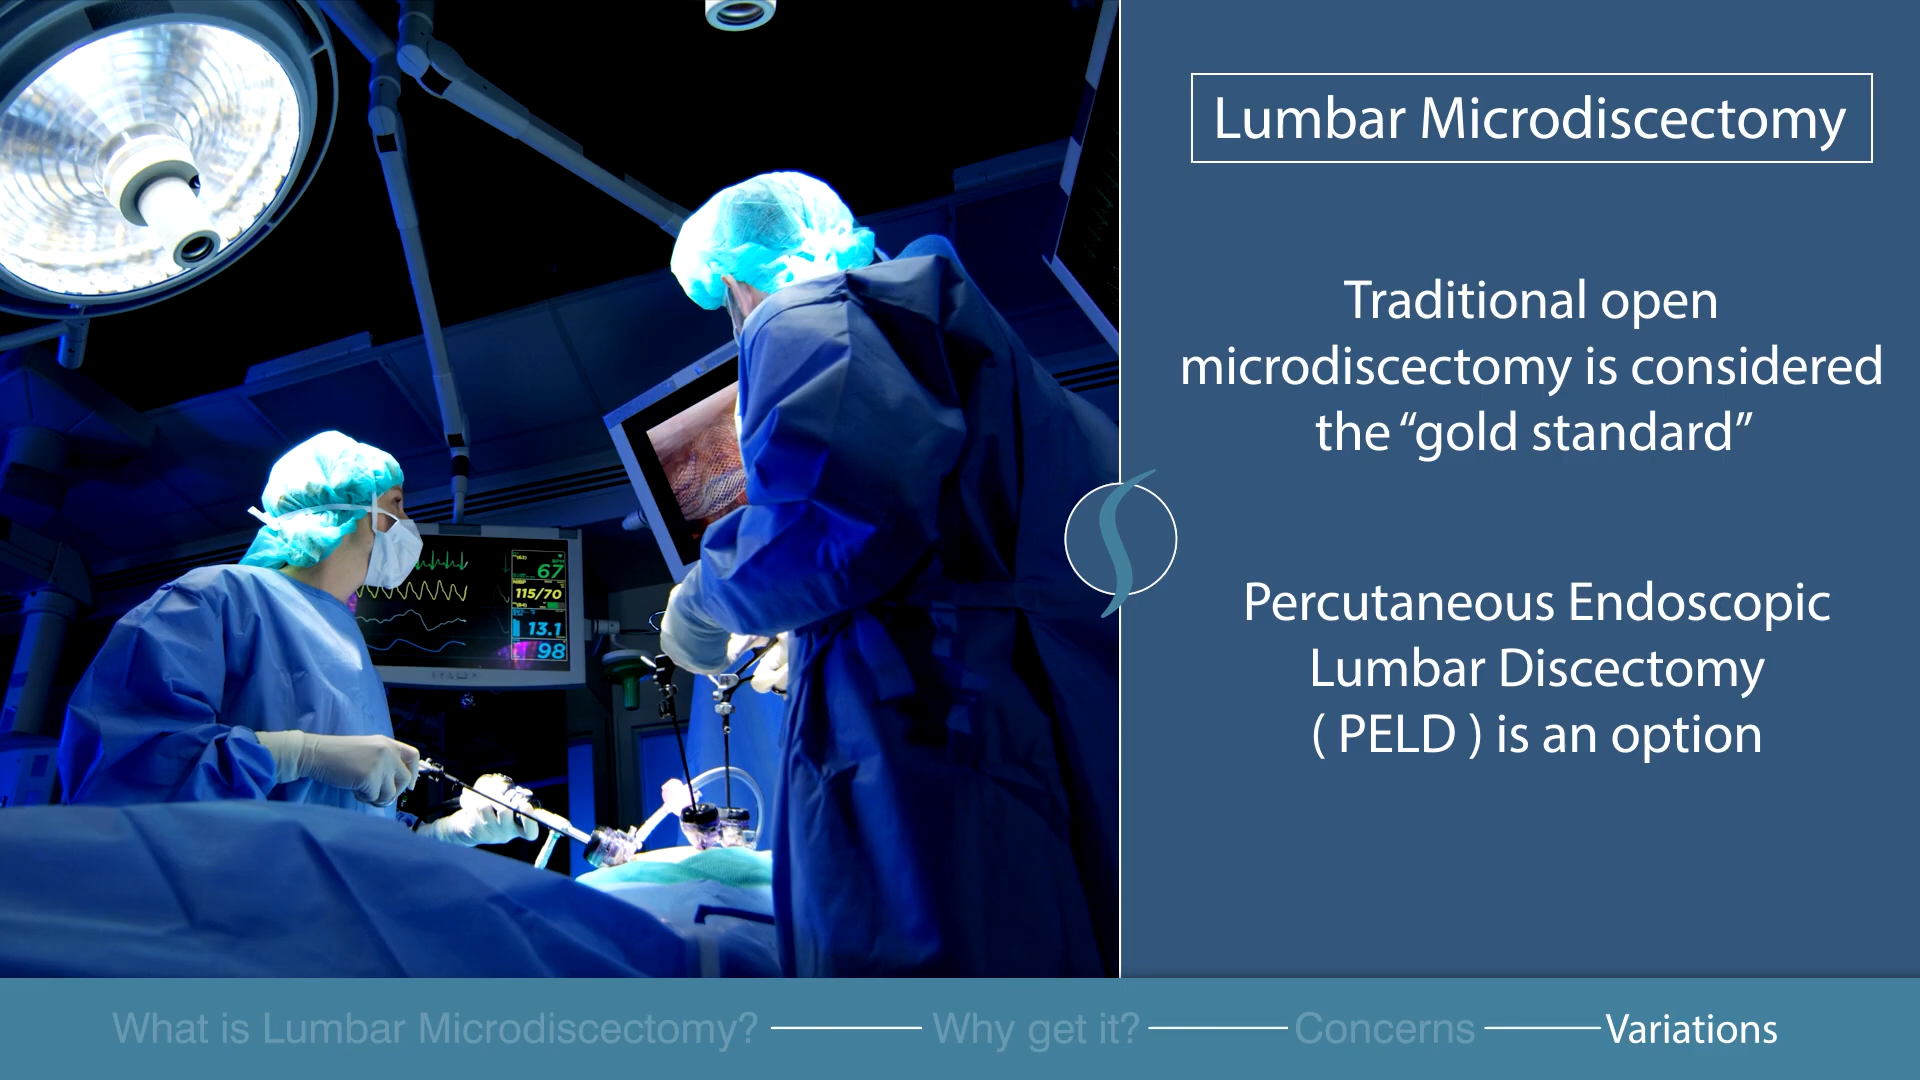 Lumbar Microdiscectomy
Traditional open
microdiscectomy is considered
the “gold standard”
Percutaneous Endoscopic
Lumbar Discectomy
( PELD ) is an option
67
NIBP
115/70
13.1
98
What is Lumbar Microdiscectomy?
Why get it?
Concerns
Variations